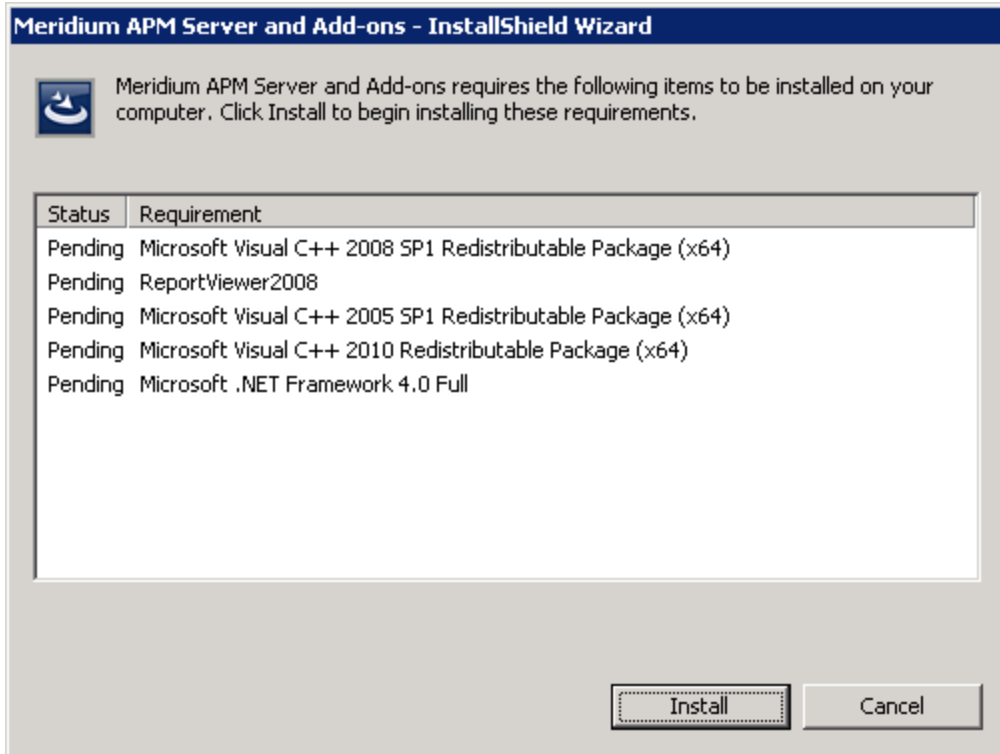 Meridium APM Server and Add-ons - InstallShield Wizard
Meridium APM Server and Add-ons requires the following items to be installed on your
computer. Click Install to begin installing these requirements.
Status Requirement
Pending Microsoft Visual C++ 2008 SP1 Redistributable Package (x64)
Pending ReportViewer2008
Pending Microsoft Visual C++ 2005 SP1 Redistributable Package (x64)
Pending Microsoft Visual C++ 2010 Redistributable Package (x64)
Pending Microsoft .NET Framework 4.0 Full
Install Cancel